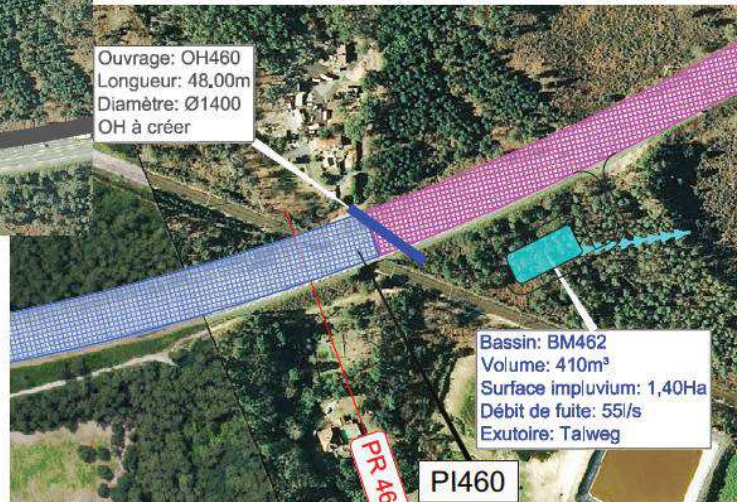 Ouvrage: OH460
Longueur: 48.00m
Diamètre: Ø1400
OH à créer
Bassin: BM462
Volume: 410m³
Surface impluvium: 1,40Ha
Débit de fuite: 55l/s
Exutoire: Talweg
PR
PI460